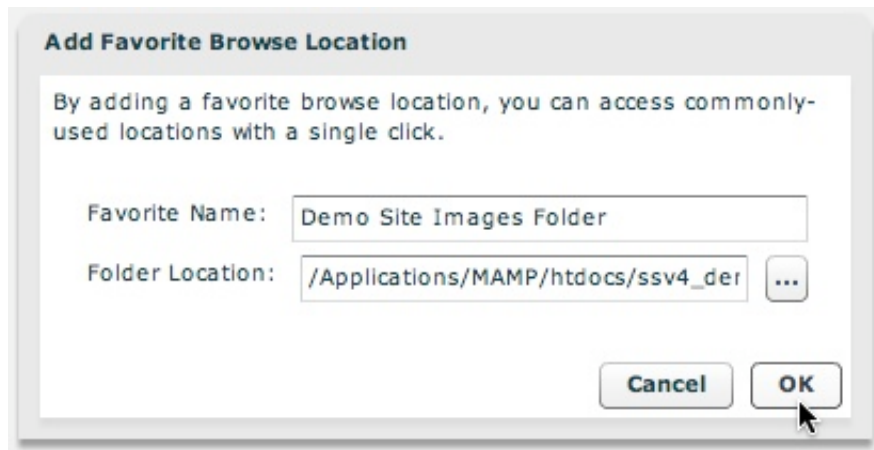 Add Favorite Browse Location
By adding a favorite browse location, you can access commonly-
used locations with a single click.
Favorite Name: Demo Site Images Folder
Folder Location: /Applications/MAMP/htdocs/ssv4_der ...
Cancel OK